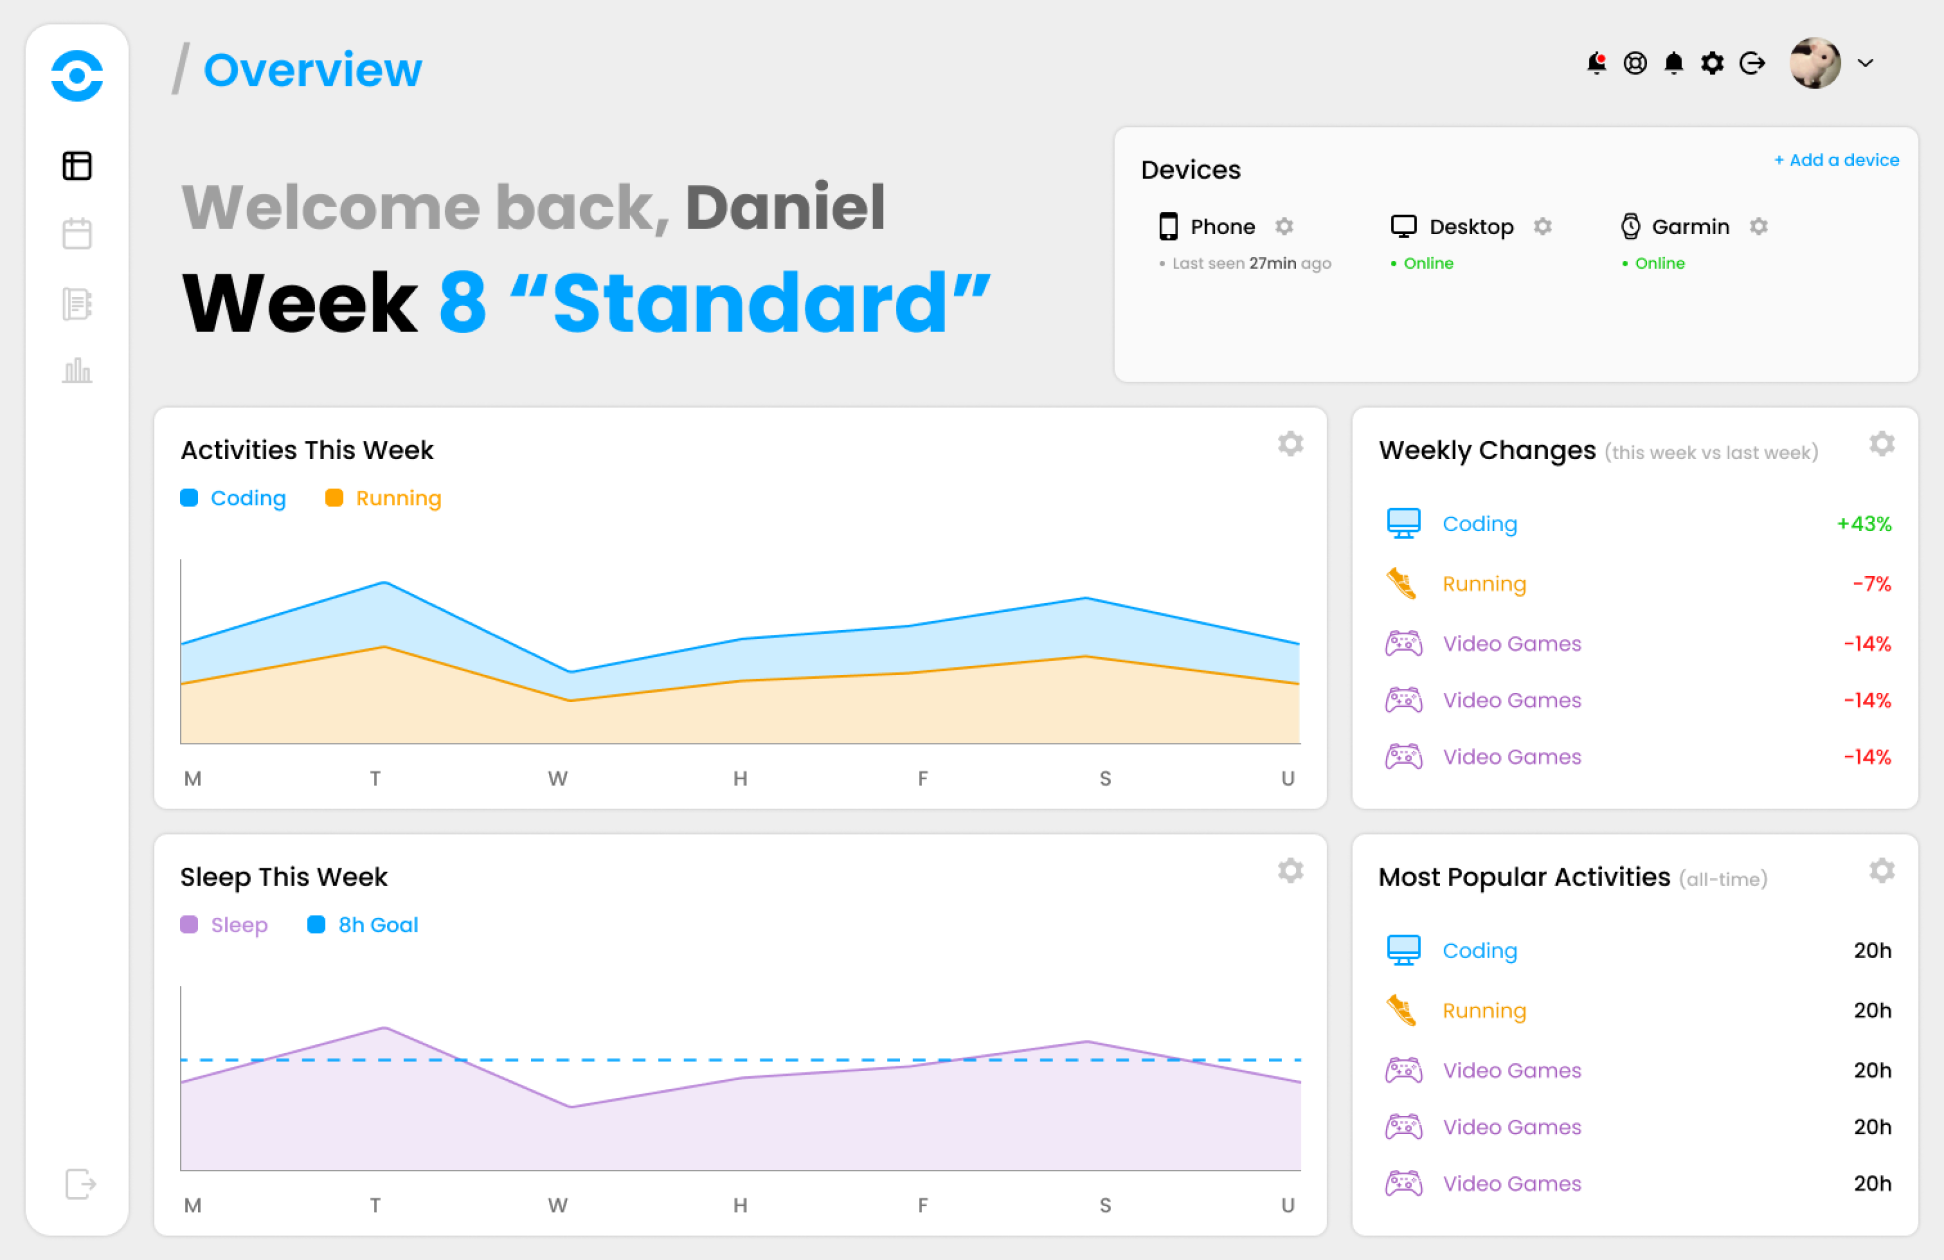 / Overview
Welcome back, Daniel
Week 8 “Standard”
Devices
+ Add a device
Phone
• Last seen 27min ago
Desktop
• Online
Garmin
• Online
Activities This Week
Coding Running
M T W H F S U
Weekly Changes (this week vs last week)
Coding +43%
Running -7%
Video Games -14%
Video Games -14%
Video Games -14%
Sleep This Week
Sleep 8h Goal
M T W H F S U
Most Popular Activities (all-time)
Coding 20h
Running 20h
Video Games 20h
Video Games 20h
Video Games 20h